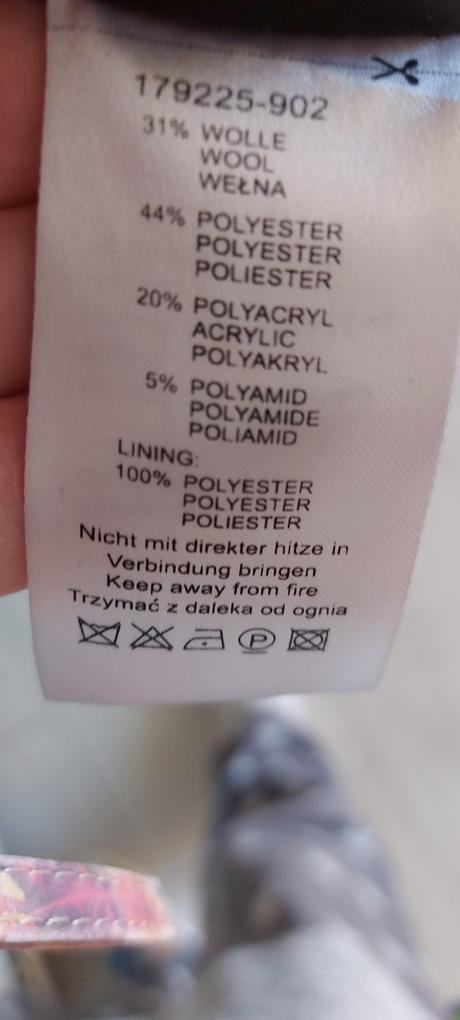 179225-902
31% WOLLE
WOOL
WEŁNA
44% POLYESTER
POLYESTER
POLIESTER
20% POLYACRYL
ACRYLIC
POLYAKRYL
5% POLYAMID
POLYAMIDE
POLIAMID
LINING:
100% POLYESTER
POLYESTER
POLIESTER
Nicht mit direkter hitze in
Verbindung bringen
Keep away from fire
Trzymać z daleka od ognia
P